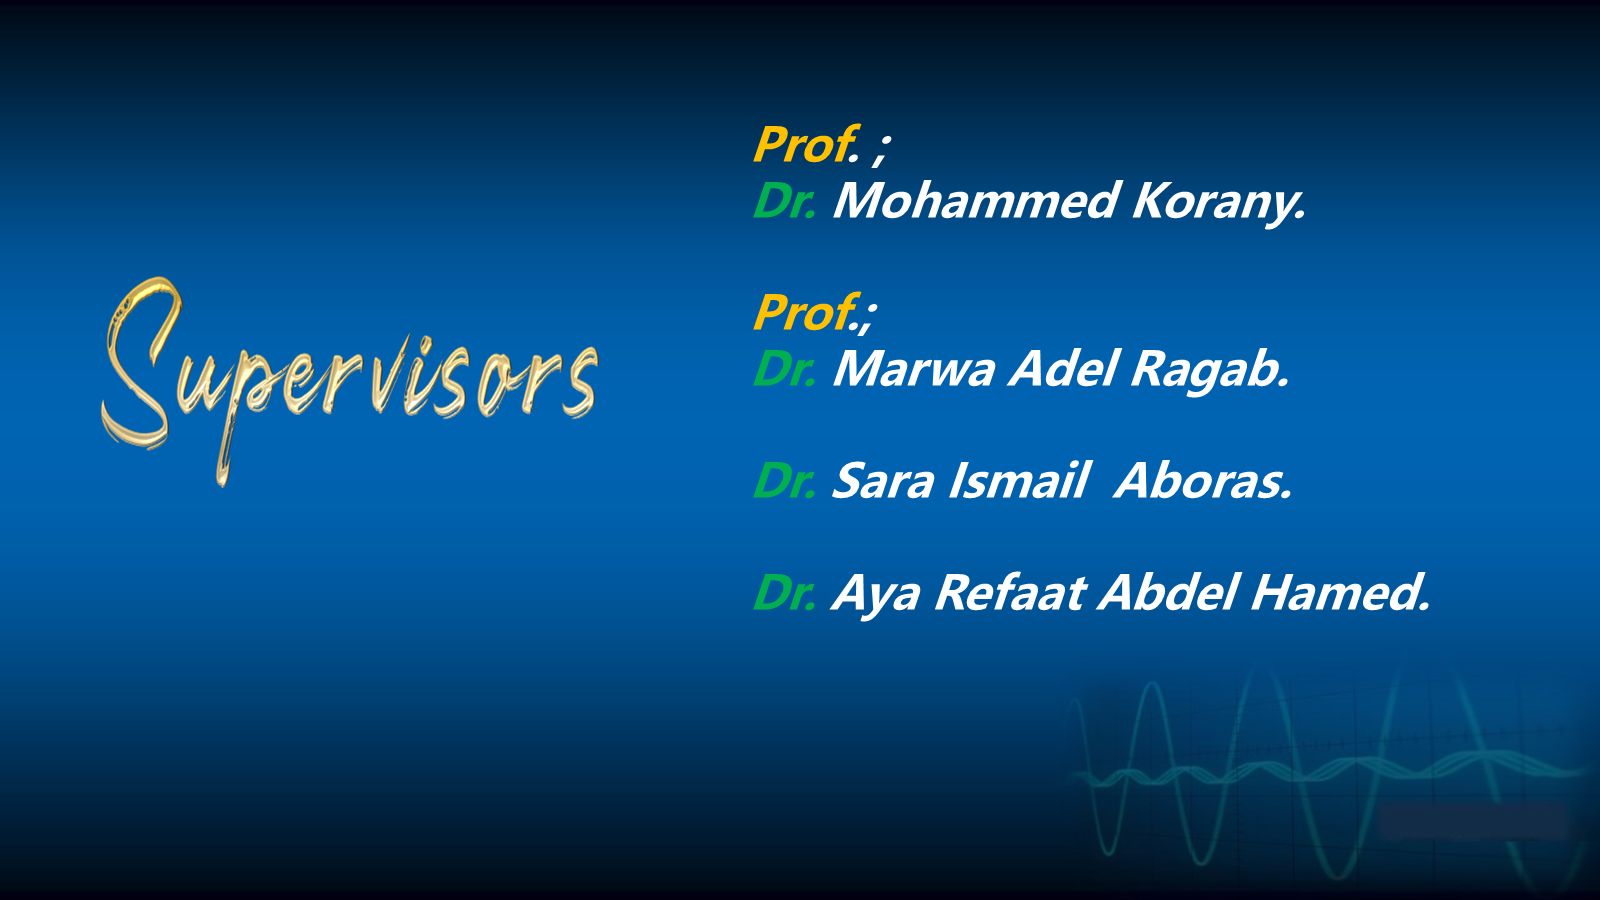 Supervisors
Prof. ;
Dr. Mohammed Korany.
Prof.;
Dr. Marwa Adel Ragab.
Dr. Sara Ismail  Aboras.
Dr. Aya Refaat Abdel Hamed.